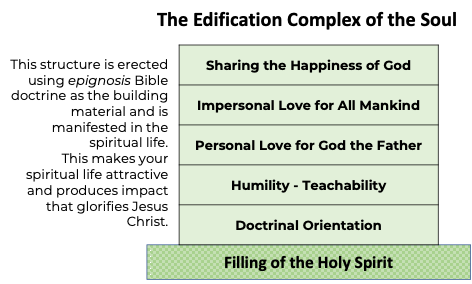 The Edification Complex of the Soul
This structure is erected
using epignosis Bible
doctrine as the building
material and is
manifested in the
spiritual life.
This makes your
spiritual life attractive
and produces impact
that glorifies Jesus
Christ.
Sharing the Happiness of God
Impersonal Love for All Mankind
Personal Love for God the Father
Humility - Teachability
Doctrinal Orientation
Filling of the Holy Spirit